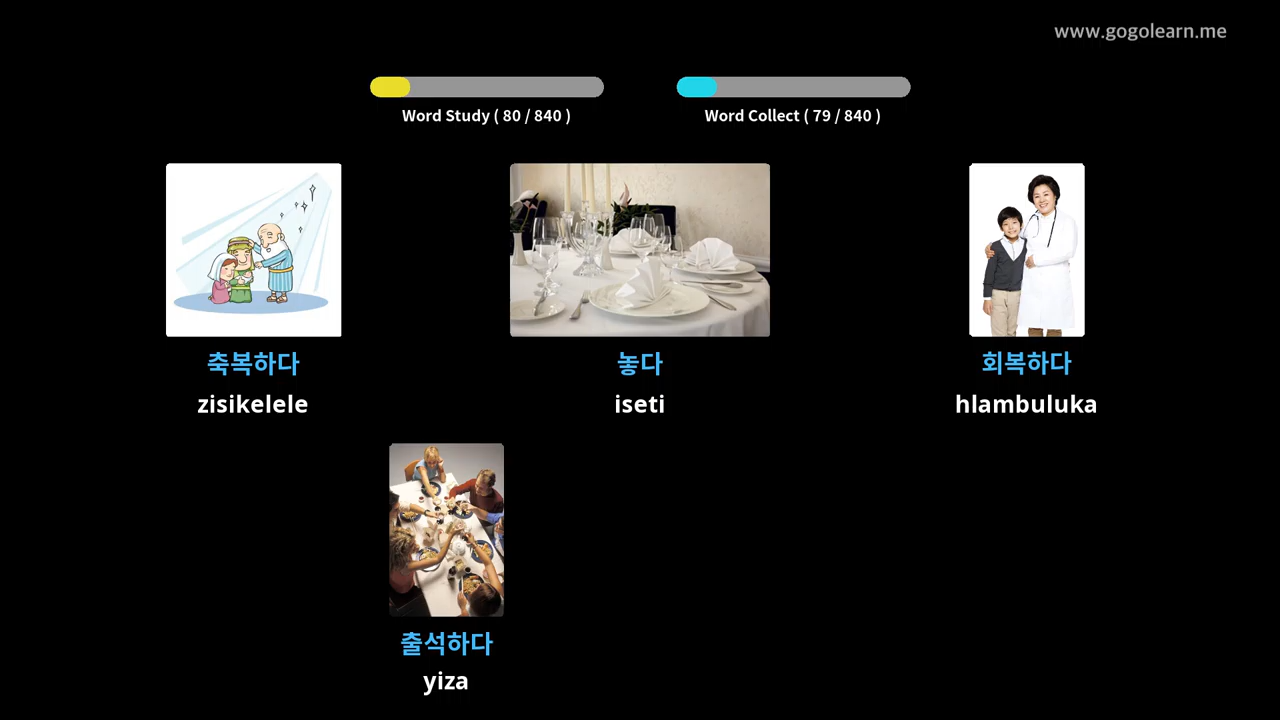 www.gogolearn.me
Word Study ( 80 / 840 )
Word Collect ( 79 / 840 )
축복하다
놓다
회복하다
zisikelele
iseti
hlambuluka
출석하다
yiza